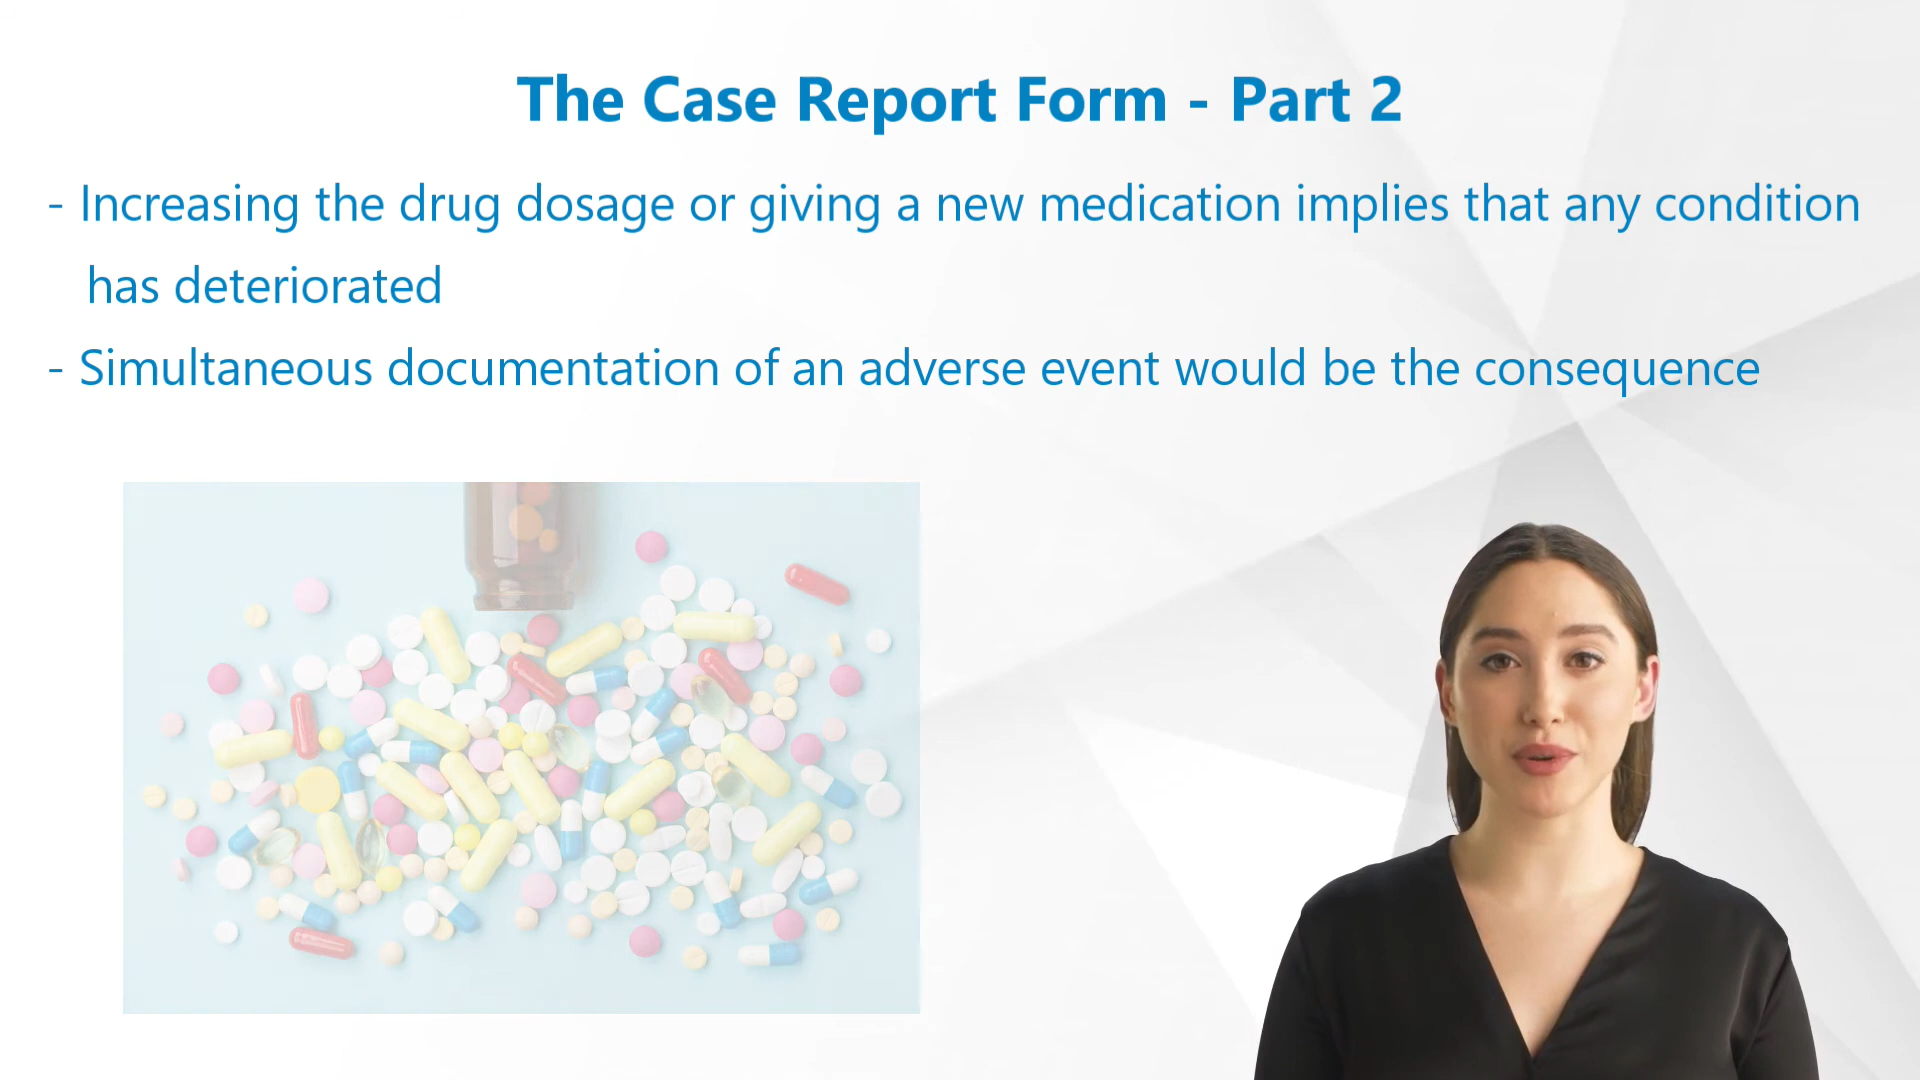 The Case Report Form - Part 2
- Increasing the drug dosage or giving a new medication implies that any condition
has deteriorated
- Simultaneous documentation of an adverse event would be the consequence